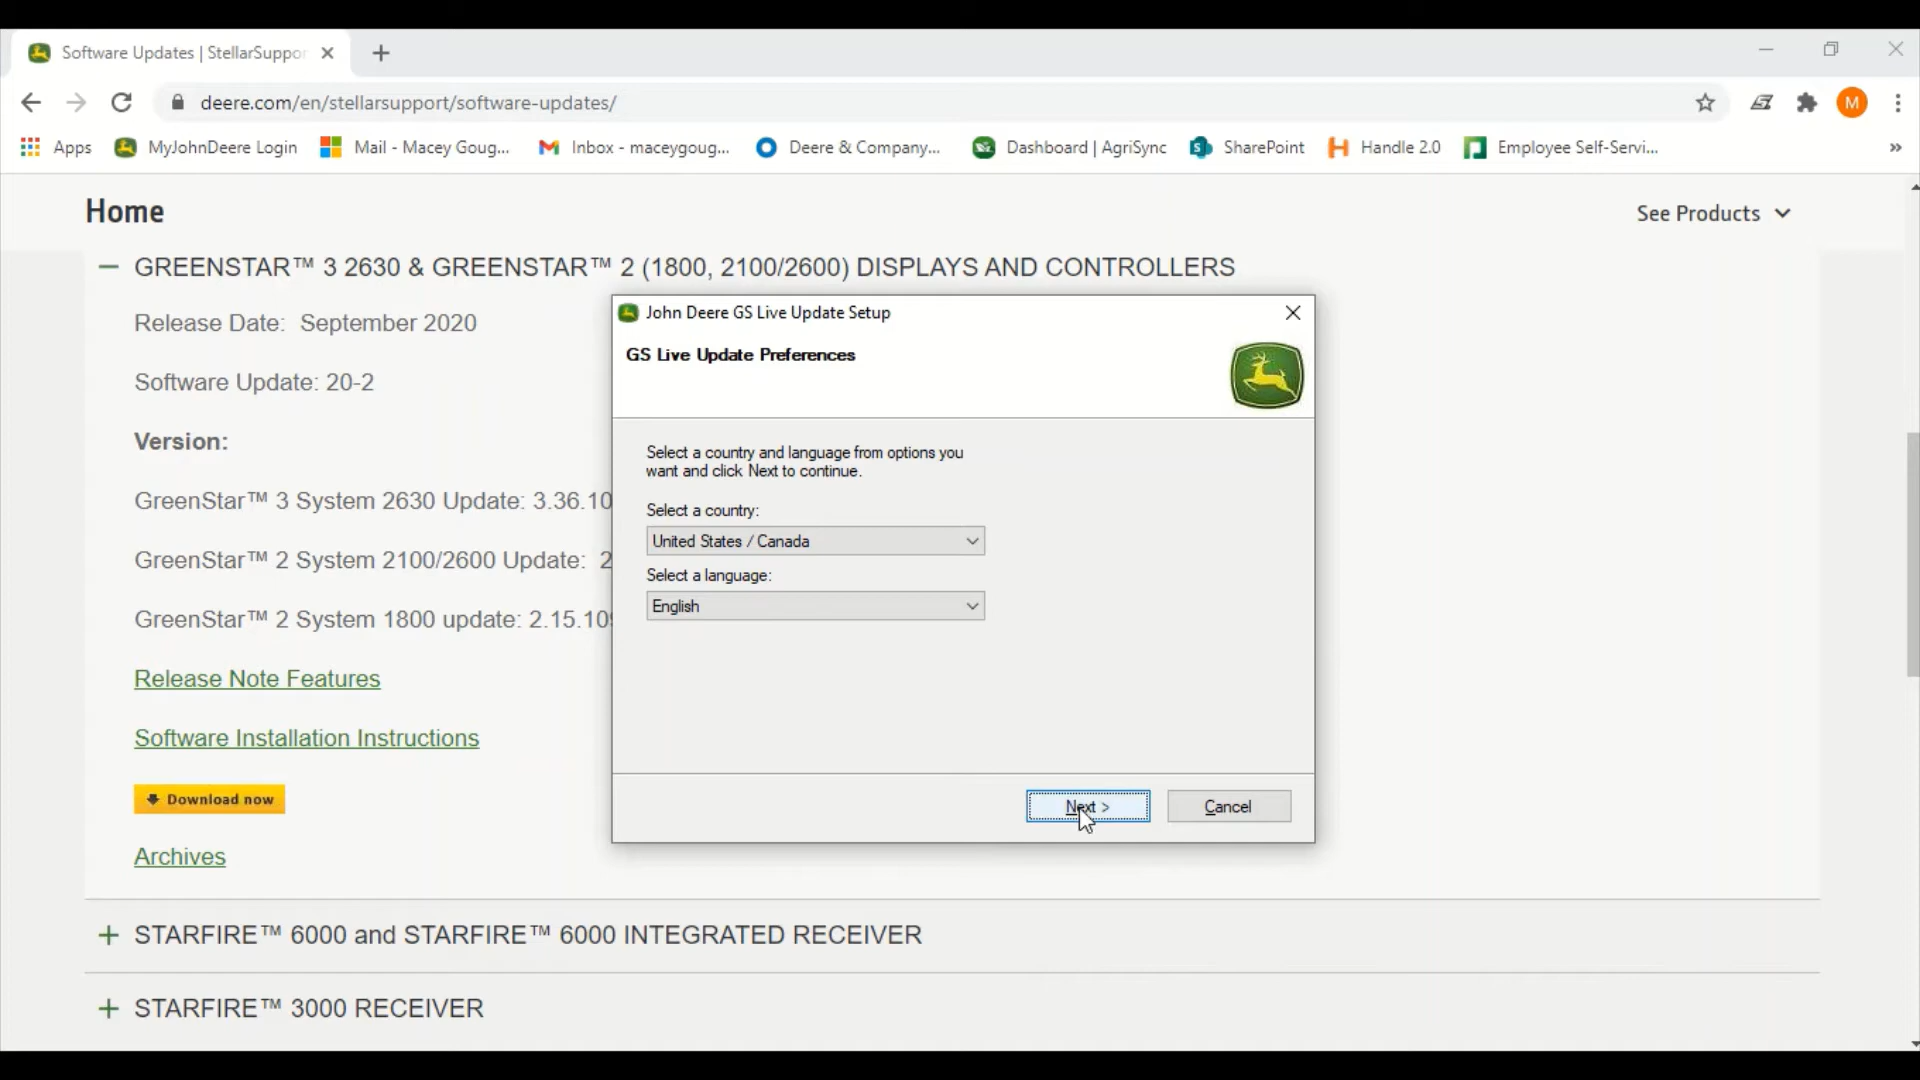 Software Updates | StellarSuppor
deere.com/en/stellarsupport/software-updates/
M
Apps
MyJohnDeere Login
Mail - Macey Goug...
Inbox - maceygoug...
Deere & Company...
Dashboard | AgriSync
SharePoint
Handle 2.0
Employee Self-Servi...
»
Home
See Products
GREENSTAR™ 3 2630 & GREENSTAR™ 2 (1800, 2100/2600) DISPLAYS AND CONTROLLERS
Release Date: September 2020
Software Update: 20-2
Version:
GreenStar™ 3 System 2630 Update: 3.36.10
GreenStar™ 2 System 2100/2600 Update: 2
GreenStar™ 2 System 1800 update: 2.15.109
Release Note Features
Software Installation Instructions
Download now
Archives
John Deere GS Live Update Setup
GS Live Update Preferences
Select a country and language from options you
want and click Next to continue.
Select a country:
United States / Canada
Select a language:
English
Next >
Cancel
STARFIRE™ 6000 and STARFIRE™ 6000 INTEGRATED RECEIVER
STARFIRE™ 3000 RECEIVER